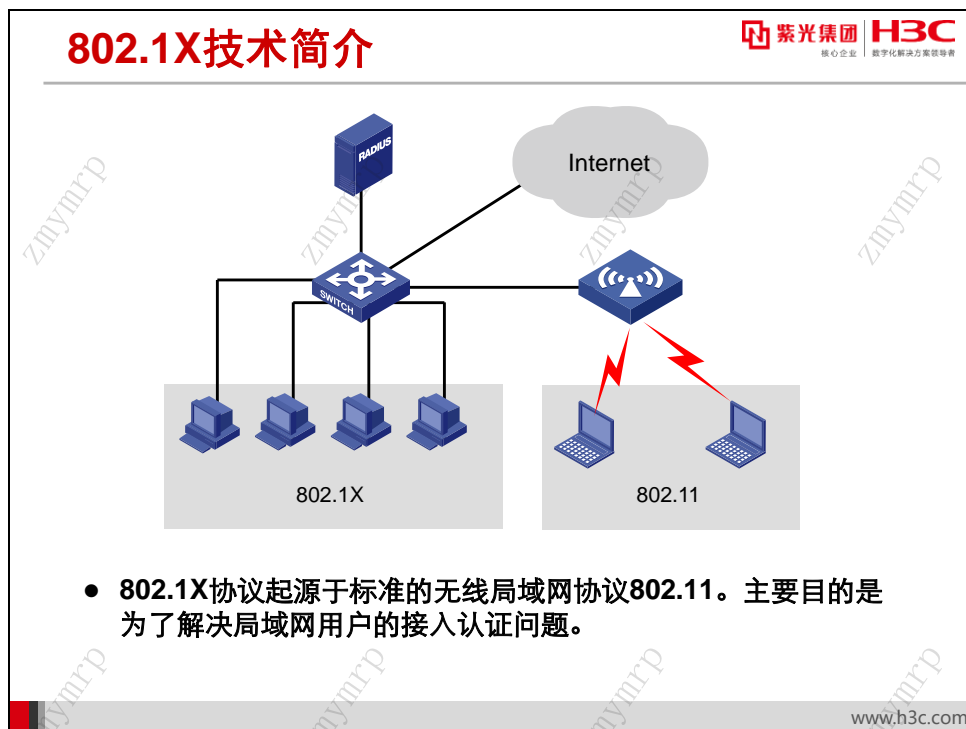 802.1X技术简介
紫光集团 H3C
核心企业 数字化解决方案领导者
RADIUS
Internet
SWITCH
802.1X
802.11
● 802.1X协议起源于标准的无线局域网协议802.11。主要目的是
为了解决局域网用户的接入认证问题。
zmymrp
zmymrp
zmymrp
zmymrp
zmymrp
zmymrp
www.h3c.com